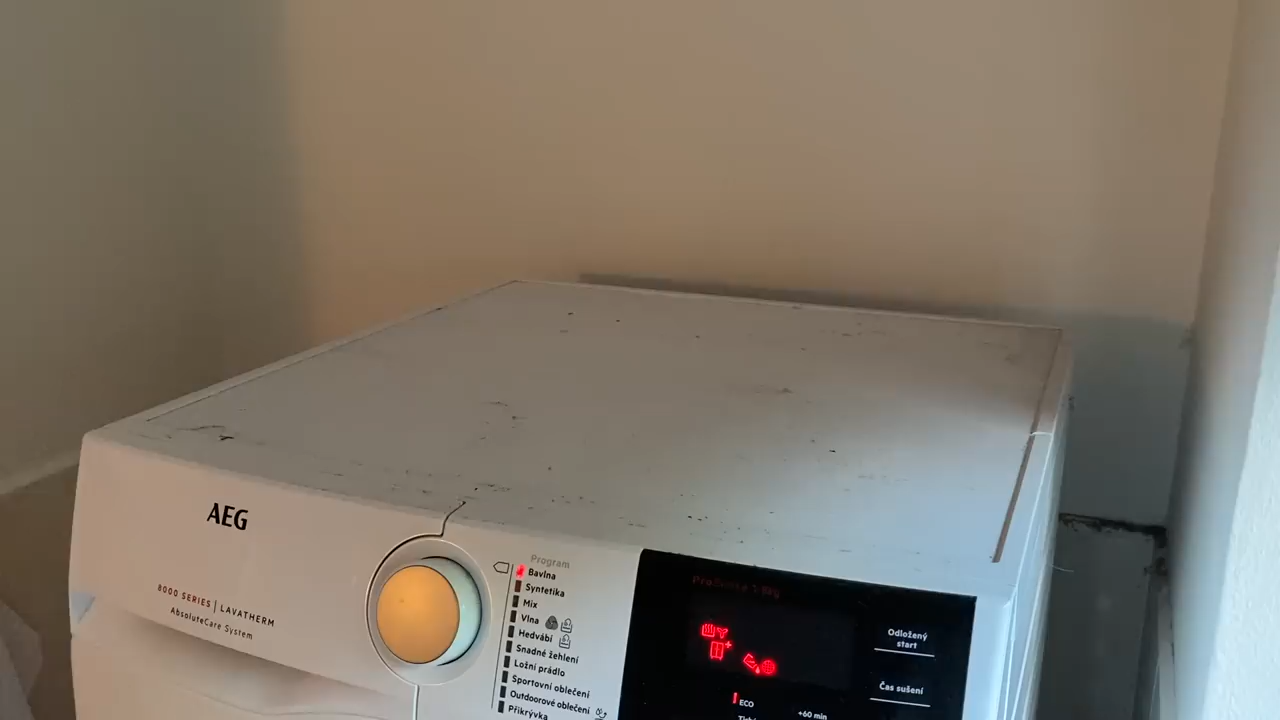 AEG
8000 SERIES | LAVATHERM
AbsoluteCare System
Program
Bavlna
Syntetika
Mix
Vlna
Hedvábí
Snadné žehlení
Ložní prádlo
Sportovní oblečení
Outdoorové oblečení
Přikrývka
Odložený
start
Čas sušení
ECO
+60 min